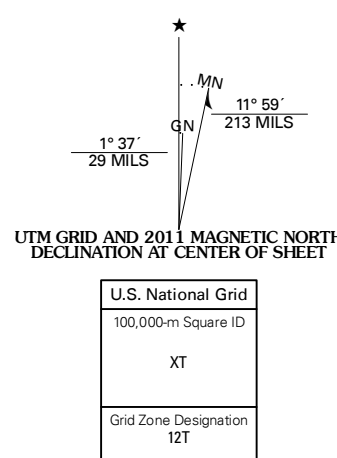 ★
MN
GN
11° 59´
213 MILS
1° 37´
29 MILS
UTM GRID AND 2011 MAGNETIC NORTH
DECLINATION AT CENTER OF SHEET
U.S. National Grid
100,000-m Square ID
XT
Grid Zone Designation
12T